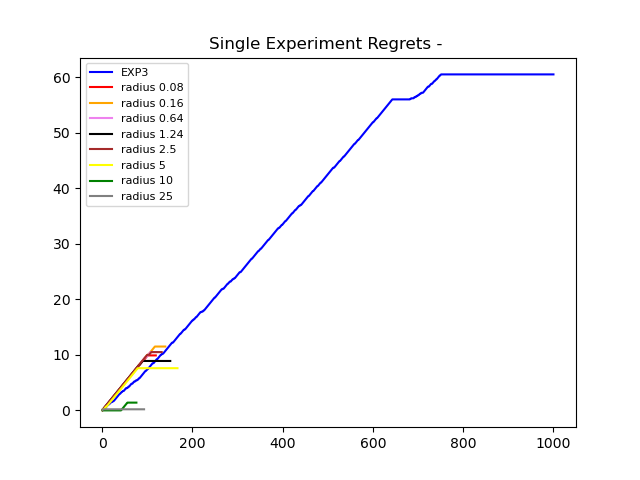 Single Experiment Regrets -
EXP3
radius 0.08
radius 0.16
radius 0.64
radius 1.24
radius 2.5
radius 5
radius 10
radius 25
60
50
40
30
20
10
0
0 200 400 600 800 1000